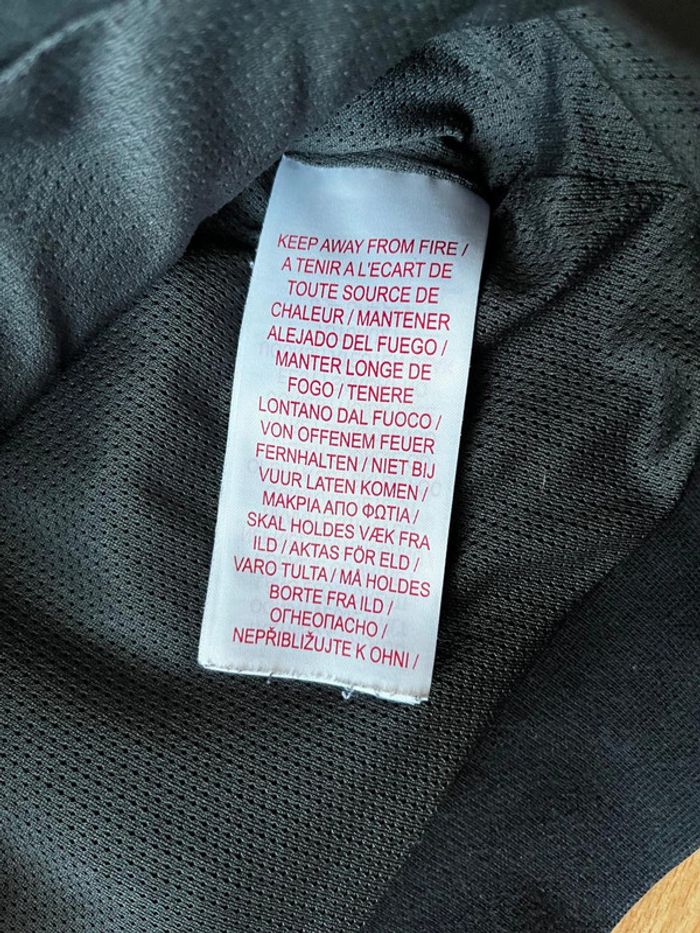 KEEP AWAY FROM FIRE /
A TENIR A L'ECART DE
TOUTE SOURCE DE
CHALEUR / MANTENER
ALEJADO DEL FUEGO /
MANTER LONGE DE
FOGO / TENERE
LONTANO DAL FUOCO /
VON OFFENEM FEUER
FERNHALTEN / NIET BIJ
VUUR LATEN KOMEN /
ΜΑΚΡΙΑ ΑΠΟ ΦΩΤΙΑ /
SKAL HOLDES VÆK FRA
ILD / AKTAS FÖR ELD /
VARO TULTA / MÅ HOLDES
BORTE FRA ILD /
ОГНЕОПАСНО /
NEPŘIBLIŽUJTE K OHNI /